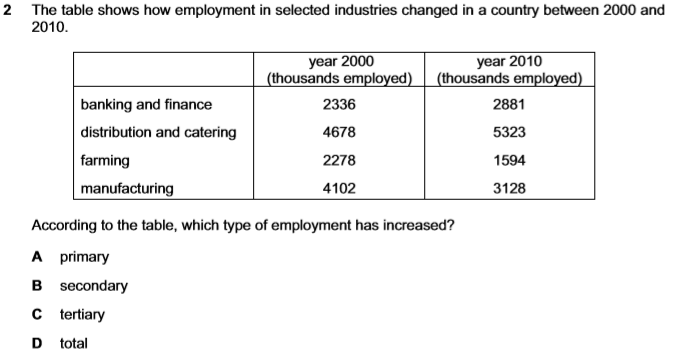 2 The table shows how employment in selected industries changed in a country between 2000 and
2010.
year 2000 year 2010
(thousands employed) (thousands employed)
banking and finance 2336 2881
distribution and catering 4678 5323
farming 2278 1594
manufacturing 4102 3128
According to the table, which type of employment has increased?
A primary
B secondary
C tertiary
D total